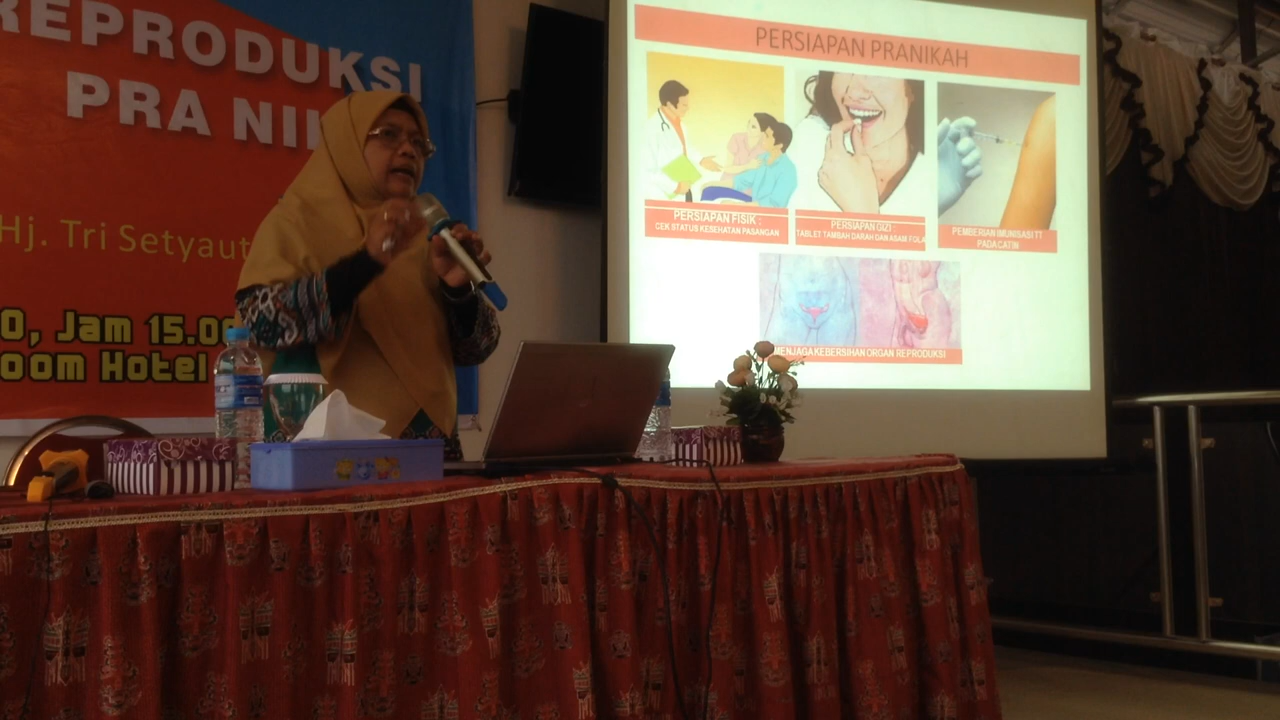 REPRODUKSI
PRA NI
Hj. Tri Setyaut
0, Jam 15.00
oom Hotel
PERSIAPAN PRANIKAH
PERSIAPAN FISIK :
CEK STATUS KESEHATAN PASANGAN
PERSIAPAN GIZI :
TABLET TAMBAH DARAH DAN ASAM FOLAT
PEMBERIAN IMUNISASI TT
PADA CATIN
MENJAGA KEBERSIHAN ORGAN REPRODUKSI